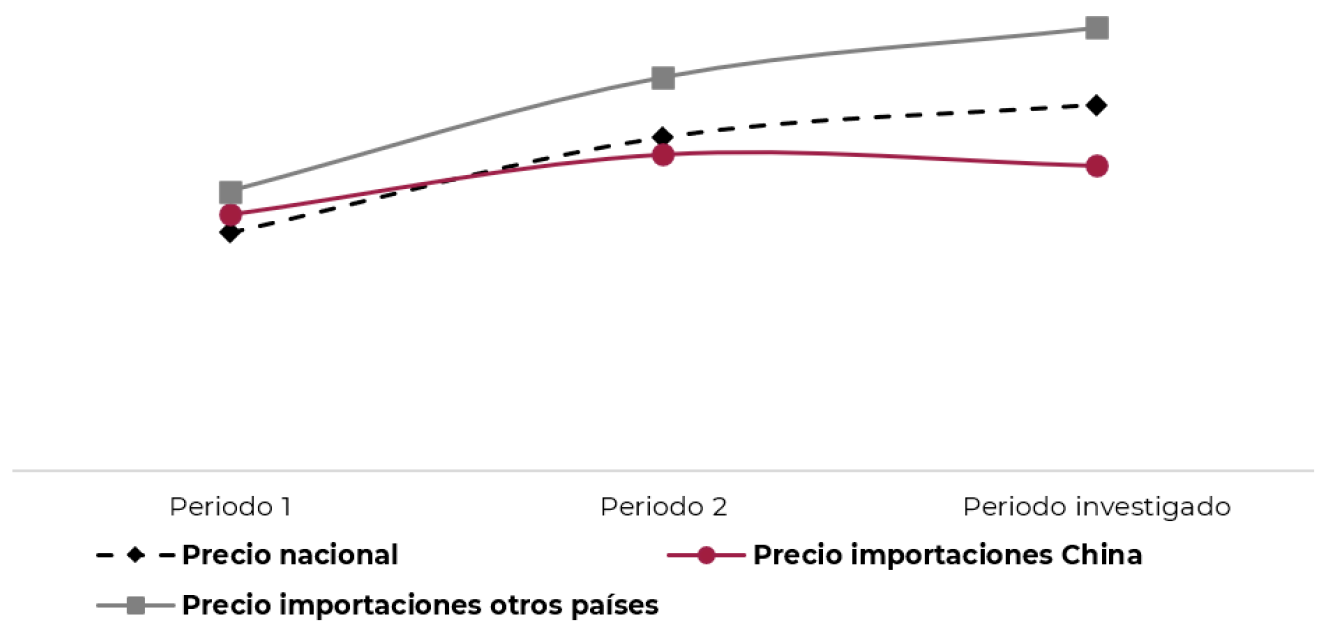 Periodo 1 Periodo 2 Periodo investigado
Precio nacional Precio importaciones China
Precio importaciones otros países